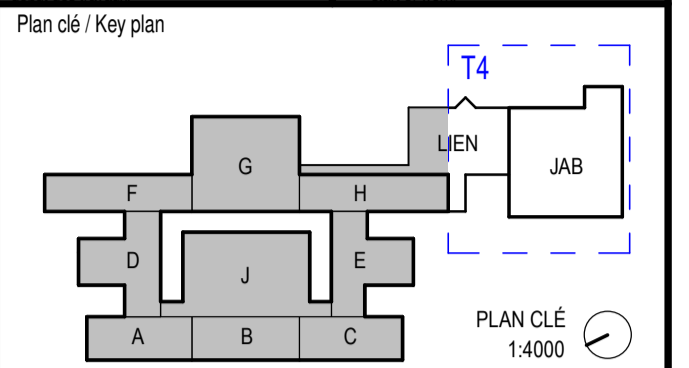 Plan clé / Key plan
T4
LIEN
G
JAB
F
H
D
E
J
A
B
C
PLAN CLÉ
1:4000